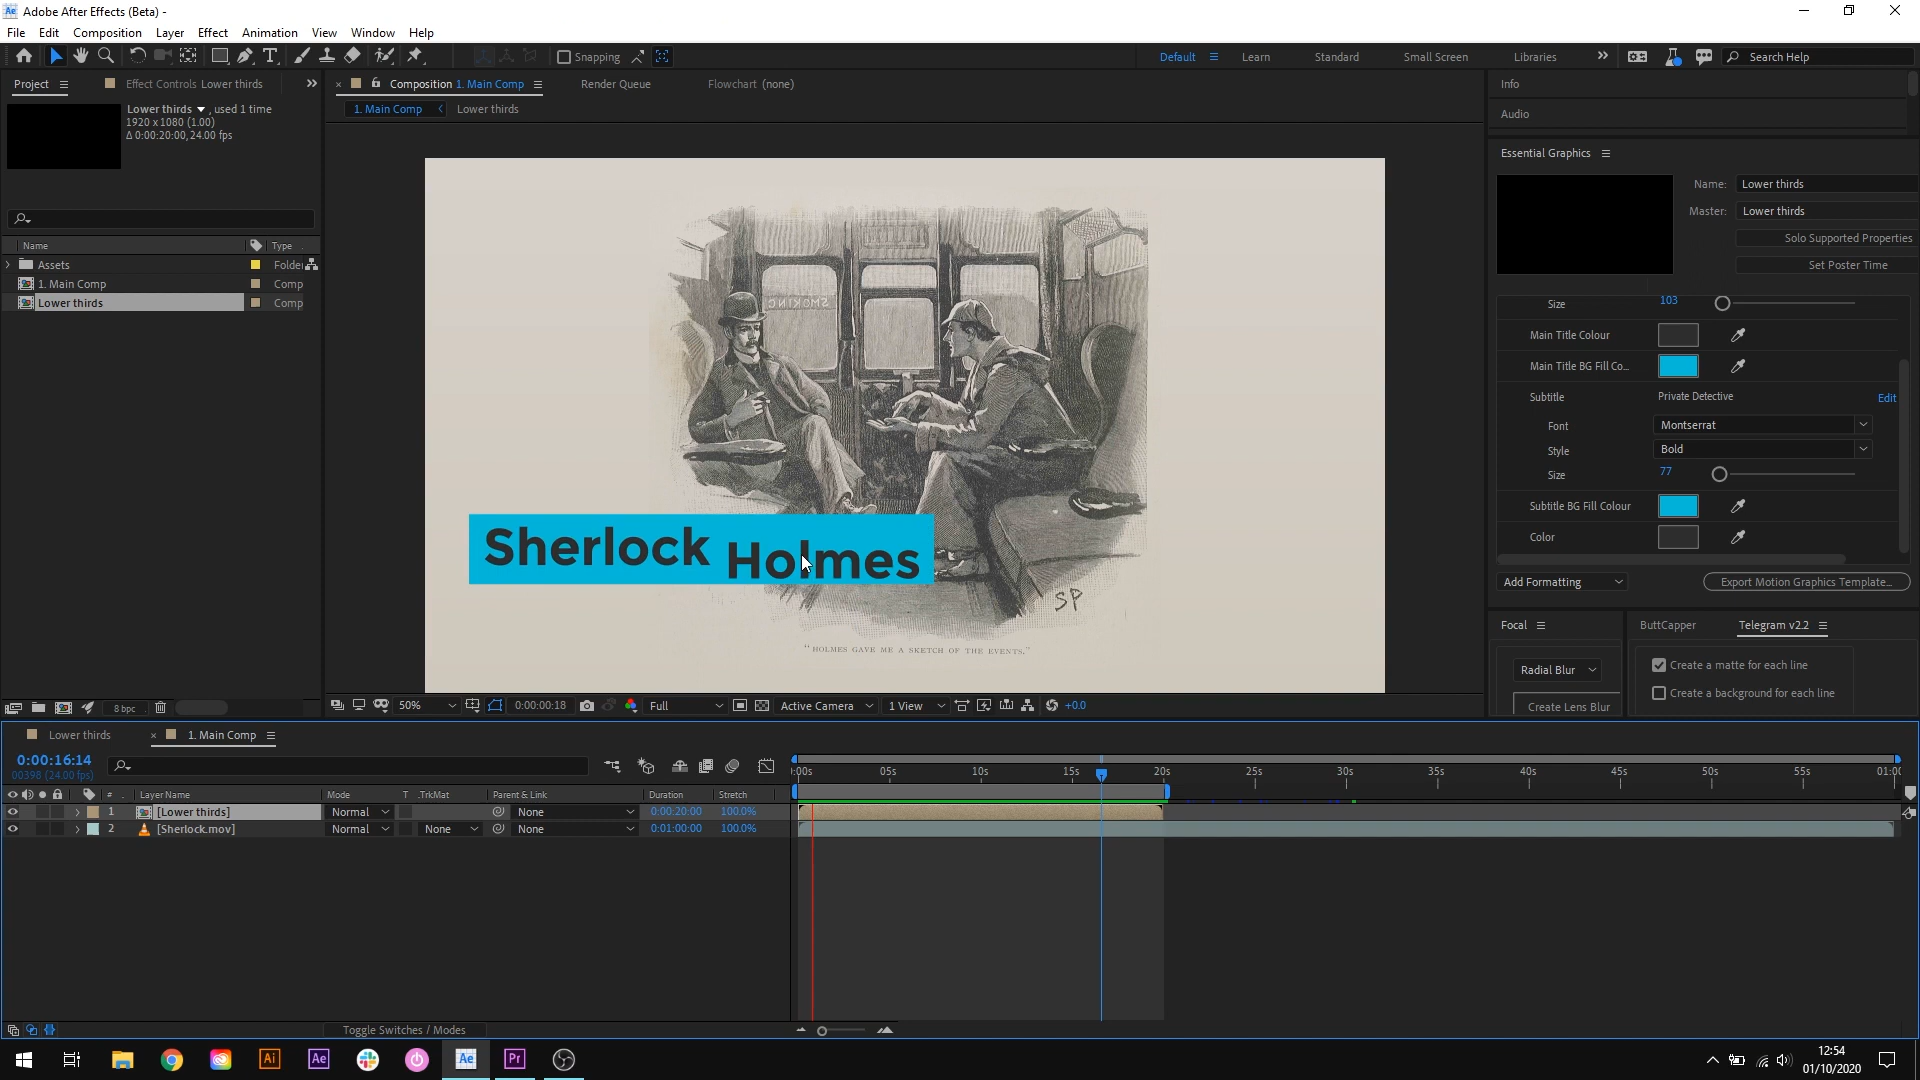 Adobe After Effects (Beta) -
File Edit Composition Layer Effect Animation View Window Help
Snapping
Default Learn Standard Small Screen Libraries Search Help
Project Effect Controls Lower thirds
Composition 1. Main Comp Render Queue Flowchart (none)
1. Main Comp Lower thirds
Lower thirds , used 1 time
1920 x 1080 (1.00)
Δ 0:00:20:00, 24.00 fps
Name Type
Assets Folder
1. Main Comp Comp
Lower thirds Comp
8 bpc
SMOKING
Sherlock Holmes
SP
"HOLMES GAVE ME A SKETCH OF THE EVENTS."
50% 0:00:00:18 Full Active Camera 1 View +0.0
Info
Audio
Essential Graphics
Name: Lower thirds
Master: Lower thirds
Solo Supported Properties
Set Poster Time
Size 103
Main Title Colour
Main Title BG Fill Co...
Subtitle Private Detective Edit
Font Montserrat
Style Bold
Size 77
Subtitle BG Fill Colour
Color
Add Formatting Export Motion Graphics Template...
Focal ButtCapper Telegram v2.2
Radial Blur
Create Lens Blur
Create a matte for each line
Create a background for each line
Lower thirds 1. Main Comp
0:00:16:14
00398 (24.00 fps)
:00s 05s 10s 15s 20s 25s 30s 35s 40s 45s 50s 55s 01:00
# Layer Name Mode T .TrkMat Parent & Link Duration Stretch
1 [Lower thirds] Normal None 0:00:20:00 100.0%
2 [Sherlock.mov] Normal None None 0:01:00:00 100.0%
Toggle Switches / Modes
Ai Ae Ae Pr
12:54
01/10/2020